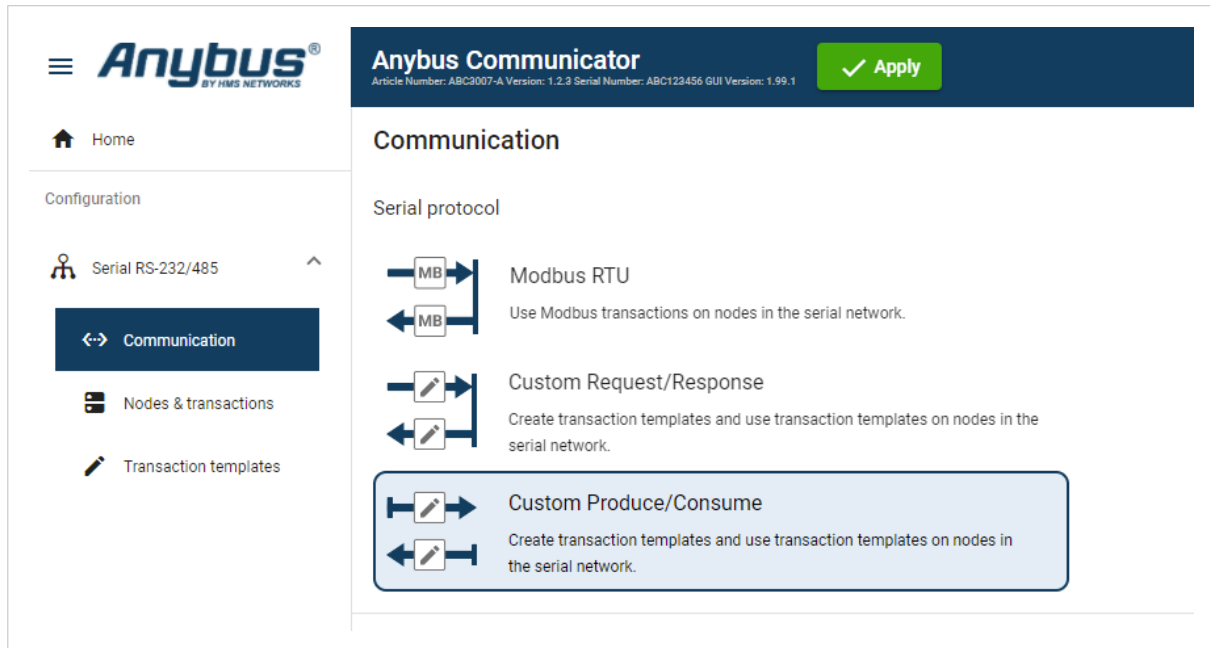 Anybus®
BY HMS NETWORKS
Anybus Communicator
Article Number: ABC3007-A Version: 1.2.3 Serial Number: ABC123456 GUI Version: 1.99.1
Apply
Home
Configuration
Serial RS-232/485
Communication
Nodes & transactions
Transaction templates
Communication
Serial protocol
MB
MB
Modbus RTU
Use Modbus transactions on nodes in the serial network.
Custom Request/Response
Create transaction templates and use transaction templates on nodes in the
serial network.
Custom Produce/Consume
Create transaction templates and use transaction templates on nodes in
the serial network.